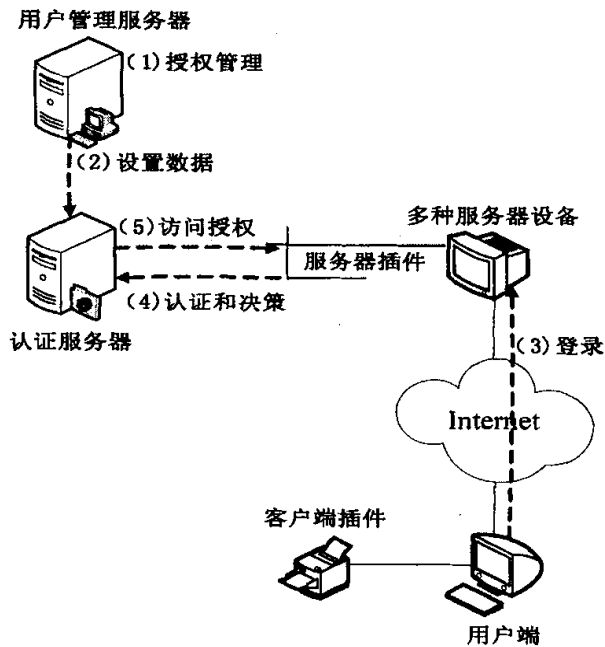 用户管理服务器
(1)授权管理
(2)设置数据
(5)访问授权
多种服务器设备
服务器插件
(4)认证和决策
认证服务器
(3)登录
Internet
客户端插件
用户端